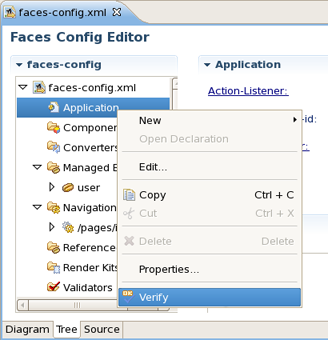 faces-config.xml
Faces Config Editor
faces-config
Application
faces-config.xml
Application
Action-Listener:
Componen
-id:
Converters
r:
Managed B
user
Navigation
/pages/i
Reference
Render Kits
Validators
New
Open Declaration
Edit...
Copy Ctrl + C
Cut Ctrl + X
Delete Delete
Properties...
Verify
Diagram Tree Source